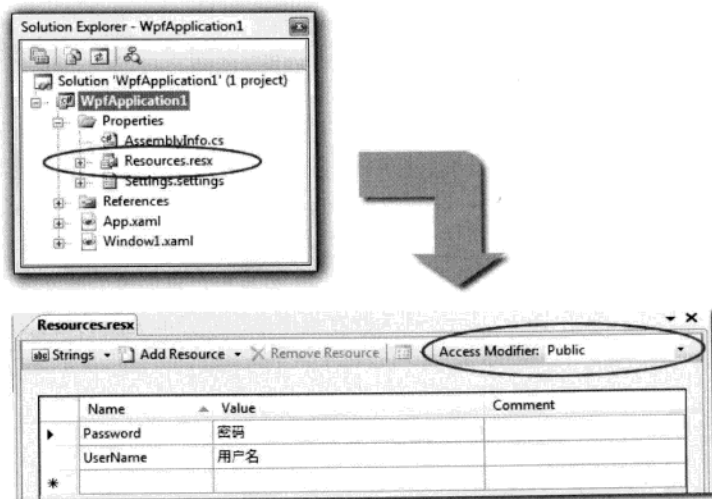 Solution Explorer - WpfApplication1
Solution 'WpfApplication1' (1 project)
WpfApplication1
Properties
AssemblyInfo.cs
Resources.resx
Settings.settings
References
App.xaml
Window1.xaml
Resources.resx
abc Strings Add Resource Remove Resource Access Modifier: Public
Name Value Comment
Password 密码
UserName 用户名